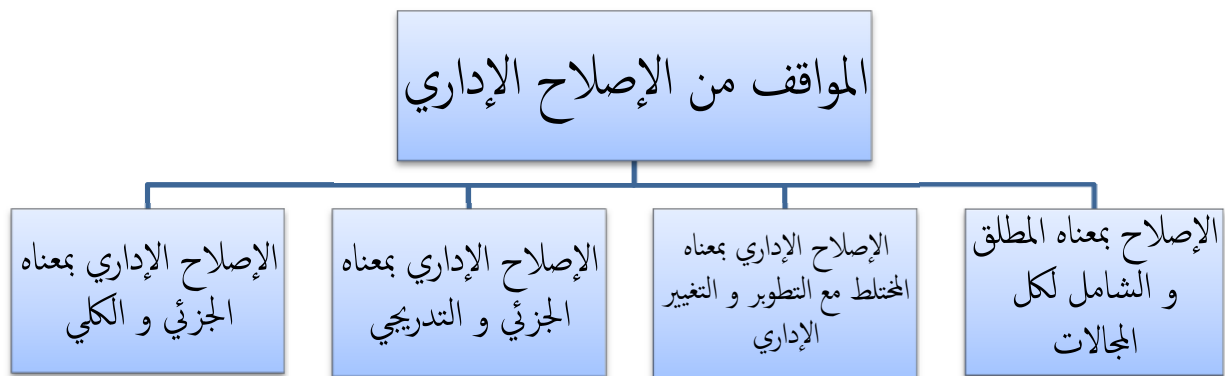 المواقف من الإصلاح الإداري
الإصلاح بمعناه المطلق
و الشامل لكل
المجالات
الإصلاح الإداري بمعناه
المختلط مع التطوبر و التغيير
الإداري
الإصلاح الإداري بمعناه
الجزئي و التدريجي
الإصلاح الإداري بمعناه
الجزئي و الكلي